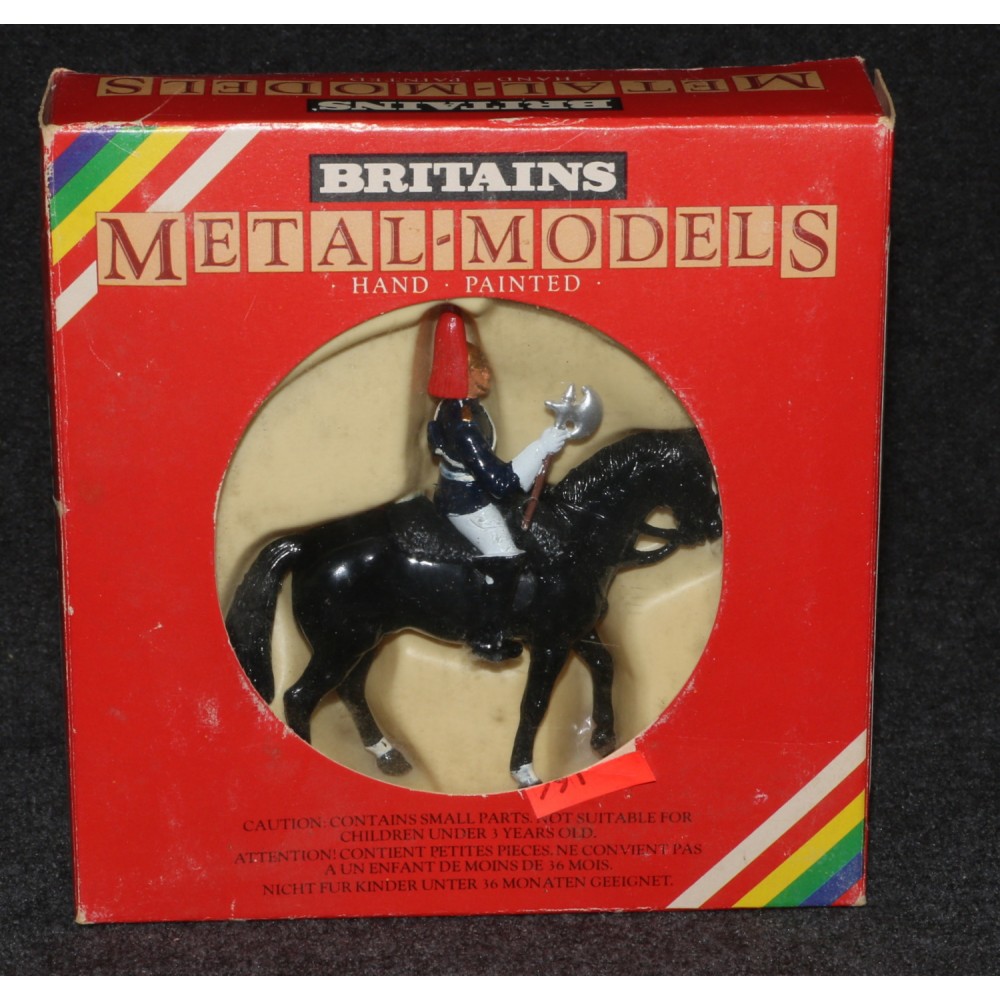 METAL-MODELS
HAND · PAINTED
BRITAINS
BRITAINS
METAL-MODELS
· HAND · PAINTED ·
CAUTION: CONTAINS SMALL PARTS. NOT SUITABLE FOR
CHILDREN UNDER 3 YEARS OLD.
ATTENTION! CONTIENT PETITES PIECES. NE CONVIENT PAS
A UN ENFANT DE MOINS DE 36 MOIS.
NICHT FUR KINDER UNTER 36 MONATEN GEEIGNET.